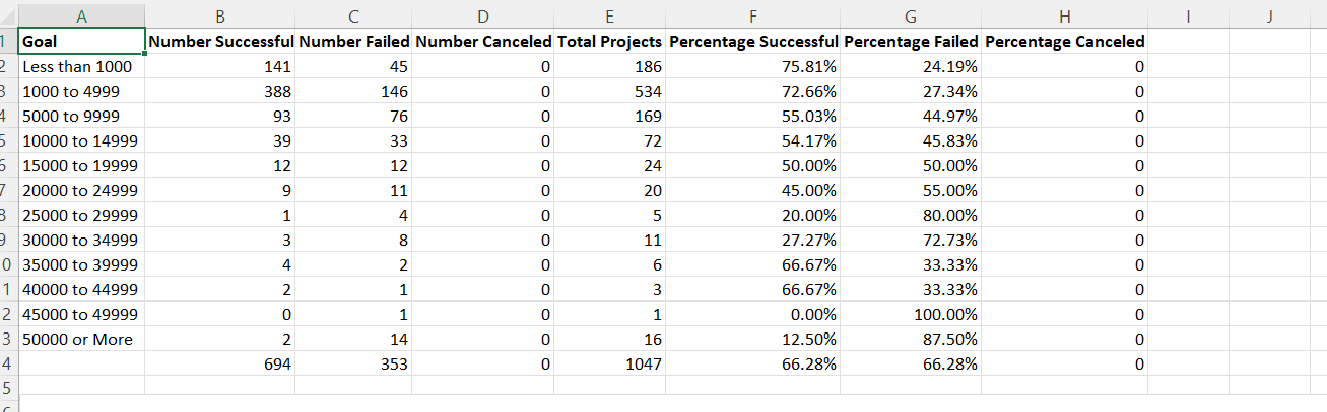 A B C D E F G H I J
1 Goal Number Successful Number Failed Number Canceled Total Projects Percentage Successful Percentage Failed Percentage Canceled
2 Less than 1000 141 45 0 186 75.81% 24.19% 0
3 1000 to 4999 388 146 0 534 72.66% 27.34% 0
4 5000 to 9999 93 76 0 169 55.03% 44.97% 0
5 10000 to 14999 39 33 0 72 54.17% 45.83% 0
6 15000 to 19999 12 12 0 24 50.00% 50.00% 0
7 20000 to 24999 9 11 0 20 45.00% 55.00% 0
8 25000 to 29999 1 4 0 5 20.00% 80.00% 0
9 30000 to 34999 3 8 0 11 27.27% 72.73% 0
0 35000 to 39999 4 2 0 6 66.67% 33.33% 0
1 40000 to 44999 2 1 0 3 66.67% 33.33% 0
2 45000 to 49999 0 1 0 1 0.00% 100.00% 0
3 50000 or More 2 14 0 16 12.50% 87.50% 0
4 694 353 0 1047 66.28% 66.28% 0
5